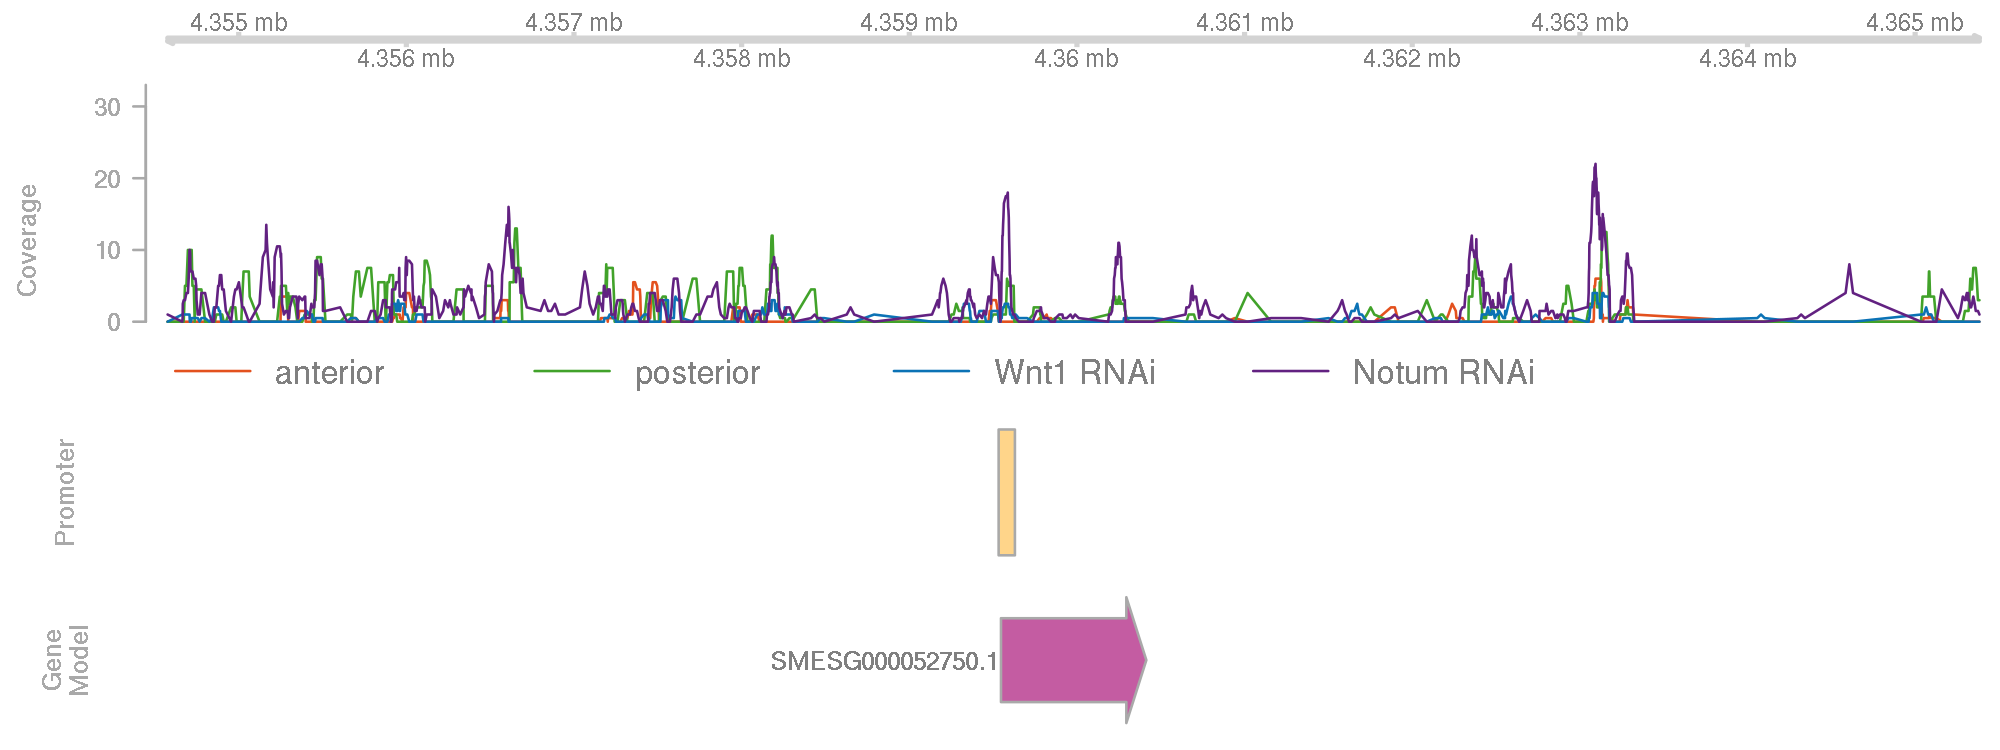 4.355 mb 4.357 mb 4.359 mb 4.361 mb 4.363 mb 4.365 mb
4.356 mb 4.358 mb 4.36 mb 4.362 mb 4.364 mb
Coverage
30
20
10
0
anterior posterior Wnt1 RNAi Notum RNAi
Promoter
Gene
Model
SMESG000052750.1